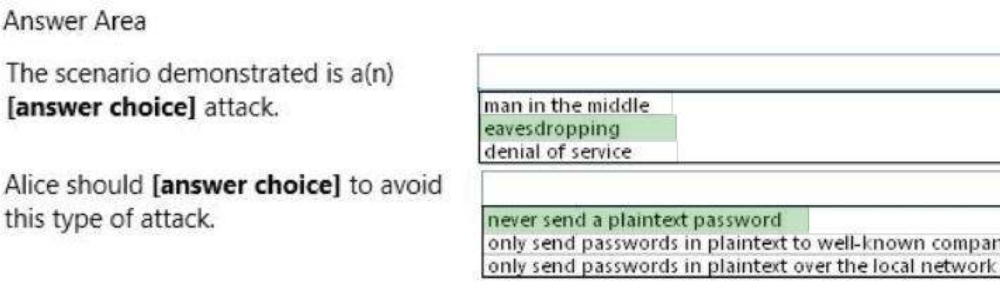 Answer Area
The scenario demonstrated is a(n)
[answer choice] attack.
man in the middle
eavesdropping
denial of service
Alice should [answer choice] to avoid
this type of attack.
never send a plaintext password
only send passwords in plaintext to well-known compan
only send passwords in plaintext over the local network